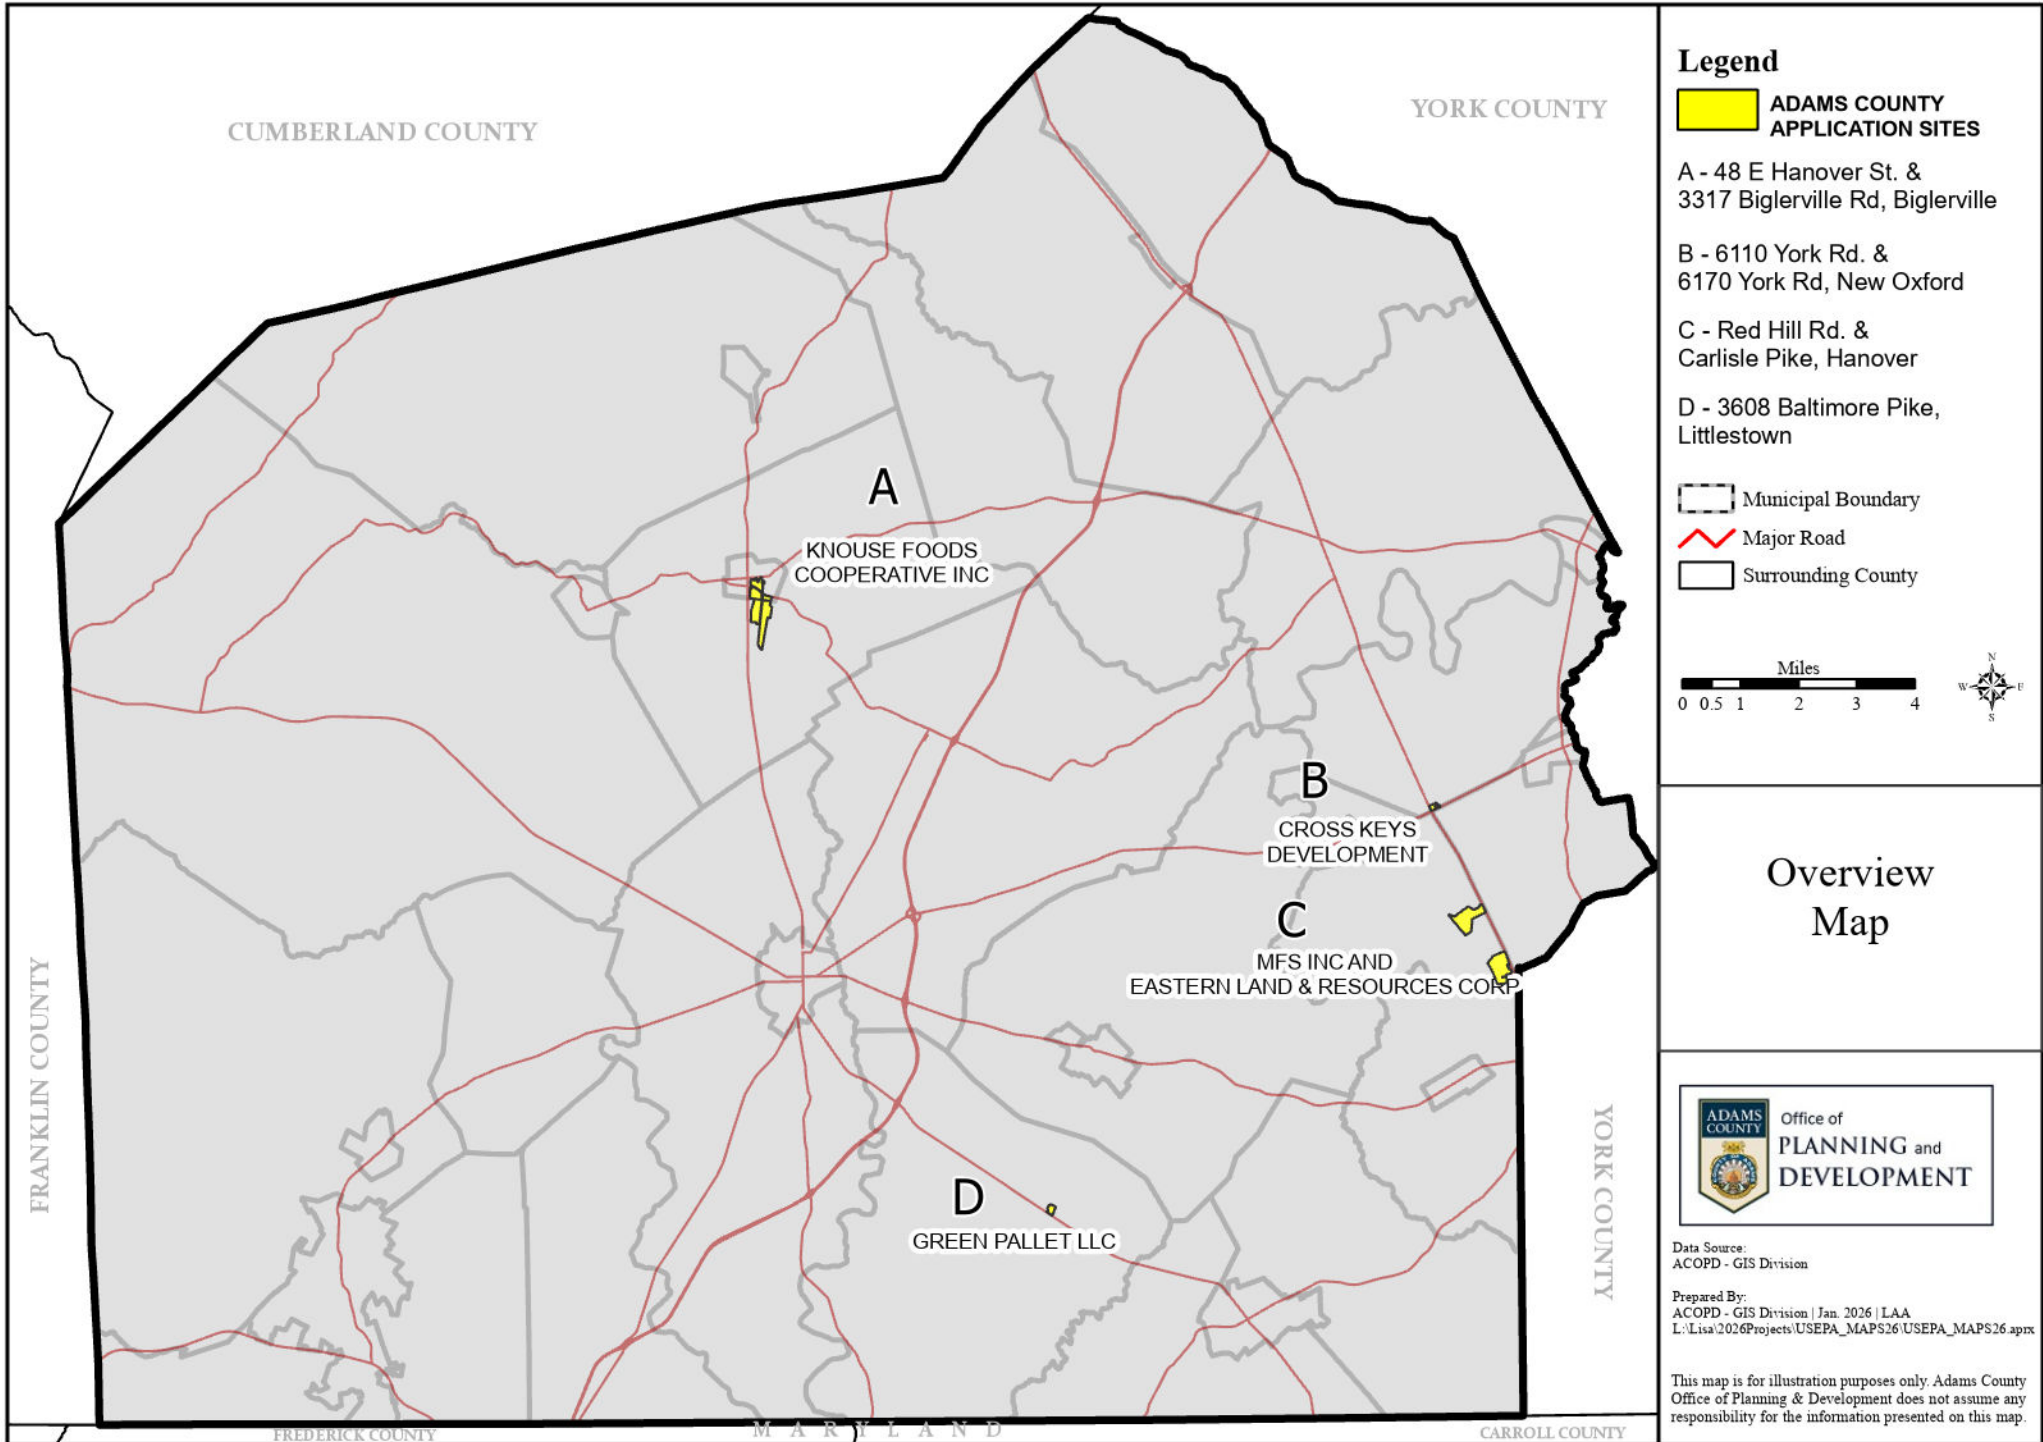 CUMBERLAND COUNTY
YORK COUNTY
A
KNOUSE FOODS
COOPERATIVE INC
B
CROSS KEYS
DEVELOPMENT
C
MFS INC AND
EASTERN LAND & RESOURCES CORP
D
GREEN PALLET LLC
FRANKLIN COUNTY
YORK COUNTY
FREDERICK COUNTY
MARYLAND
CARROLL COUNTY
Legend
ADAMS COUNTY
APPLICATION SITES
A - 48 E Hanover St. &
3317 Biglerville Rd, Biglerville
B - 6110 York Rd. &
6170 York Rd, New Oxford
C - Red Hill Rd. &
Carlisle Pike, Hanover
D - 3608 Baltimore Pike,
Littlestown
Municipal Boundary
Major Road
Surrounding County
Miles
0 0.5 1 2 3 4
N
W E
S
Overview
Map
ADAMS
COUNTY
Office of
PLANNING and
DEVELOPMENT
Data Source:
ACOPD - GIS Division
Prepared By:
ACOPD - GIS Division | Jan. 2026 | LAA
L:\Lisa\2026Projects\USEPA_MAPS26\USEPA_MAPS26.aprx
This map is for illustration purposes only. Adams County
Office of Planning & Development does not assume any
responsibility for the information presented on this map.